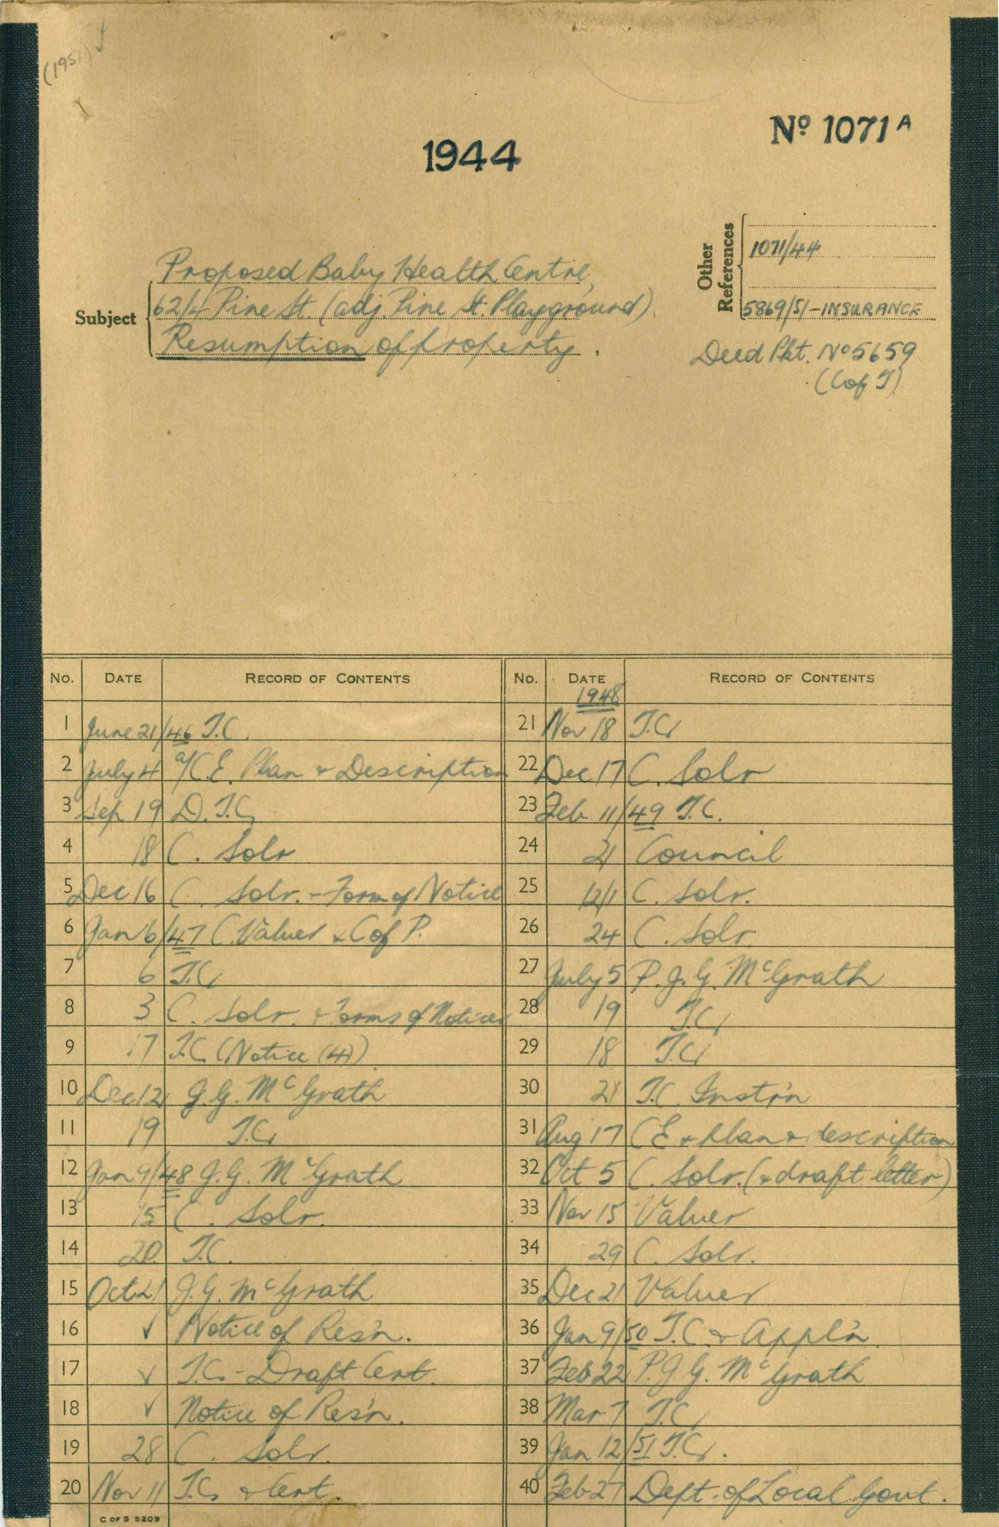 (1951)
Nº 1071 A
1944
Other References
1071/44
5869/51-INSURANCE
Deed Pkt. Nº 5659
(C of T)
Subject
Proposed Baby Health Centre,
62/4 Pine St. (adj. Pine St. Playground).
Resumption of property.
No. DATE RECORD OF CONTENTS
1 June 21/46 T.C.
2 July 4 a/C.E. Plan & Description
3 Sep 19 D.T.C.
4 18 C. Solr
5 Dec 16 C. Solr. - Form of Notice
6 Jan 6/47 C. Valuer & C of P.
7 6 T.C.
8 3 C. Solr. & Forms of Notices
9 17 T.C. (Notice (4))
10 Dec 12 J.G. McGrath
11 19 T.C.
12 Jan 9/48 J.G. McGrath
13 15 C. Solr.
14 20 T.C.
15 Oct 21 J.G. McGrath
16 ✓ Notice of Res'n.
17 ✓ T.C. - Draft Cert.
18 ✓ Notice of Res'n.
19 28 C. Solr.
20 Nov 11 T.C. & Cert.
C OF S 5209
No. DATE RECORD OF CONTENTS
1948
21 Nov 18 T.C.
22 Dec 17 C. Solr
23 Feb 11/49 T.C.
24 21 Council
25 12/1 C. Solr.
26 24 C. Solr
27 July 5 P.J.G. McGrath
28 19 T.C.
29 18 T.C.
30 21 T.C. Instr'n
31 Aug 17 CE & plan & description
32 Oct 5 C. Solr. (& draft letter)
33 Nov 15 Valuer
34 29 C. Solr.
35 Dec 21 Valuer
36 Jan 9/50 T.C. & Appl'n
37 Feb 22 P.J.G. McGrath
38 Mar 7 T.C.
39 Jan 12/51 T.C.
40 Feb 27 Dept. of Local Govt.